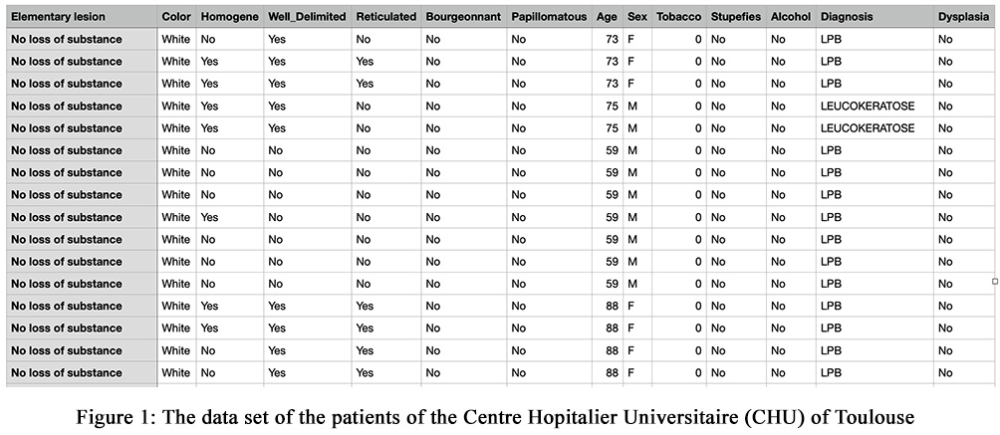 Elementary lesion Color Homogene Well_Delimited Reticulated Bourgeonnant Papillomatous Age Sex Tobacco Stupefies Alcohol Diagnosis Dysplasia
No loss of substance White No Yes No No No 73 F 0 No No LPB No
No loss of substance White Yes Yes Yes No No 73 F 0 No No LPB No
No loss of substance White Yes Yes Yes No No 73 F 0 No No LPB No
No loss of substance White Yes Yes No No No 75 M 0 No No LEUCOKERATOSE No
No loss of substance White Yes Yes No No No 75 M 0 No No LEUCOKERATOSE No
No loss of substance White No No No No No 59 M 0 No No LPB No
No loss of substance White No No No No No 59 M 0 No No LPB No
No loss of substance White No No No No No 59 M 0 No No LPB No
No loss of substance White Yes No No No No 59 M 0 No No LPB No
No loss of substance White No No No No No 59 M 0 No No LPB No
No loss of substance White No No No No No 59 M 0 No No LPB No
No loss of substance White No No No No No 59 M 0 No No LPB No
No loss of substance White Yes Yes Yes No No 88 F 0 No No LPB No
No loss of substance White Yes Yes Yes No No 88 F 0 No No LPB No
No loss of substance White No Yes Yes No No 88 F 0 No No LPB No
No loss of substance White No Yes Yes No No 88 F 0 No No LPB No
Figure 1: The data set of the patients of the Centre Hopitalier Universitaire (CHU) of Toulouse